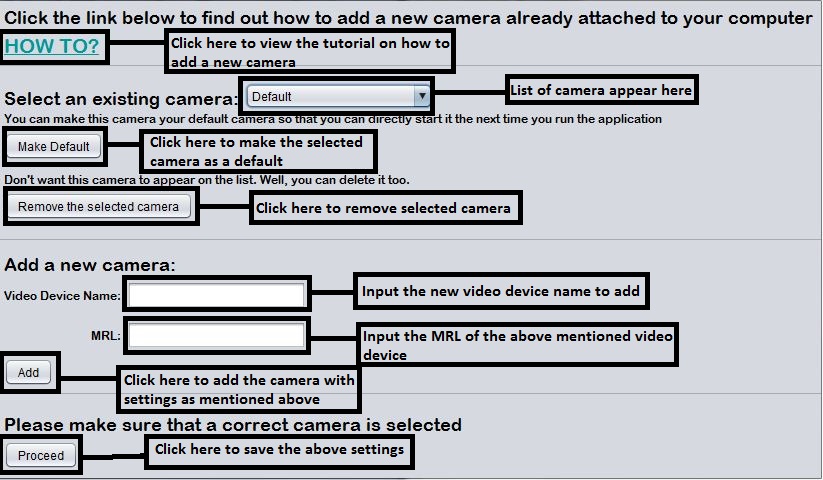 Click the link below to find out how to add a new camera already attached to your computer
HOW TO?
Click here to view the tutorial on how to
add a new camera
Select an existing camera:
Default
List of camera appear here
You can make this camera your default camera so that you can directly start it the next time you run the application
Make Default
Click here to make the selected
camera as a default
Don't want this camera to appear on the list. Well, you can delete it too.
Remove the selected camera
Click here to remove selected camera
Add a new camera:
Video Device Name:
Input the new video device name to add
MRL:
Input the MRL of the above mentioned video
device
Add
Click here to add the camera with
settings as mentioned above
Please make sure that a correct camera is selected
Proceed
Click here to save the above settings